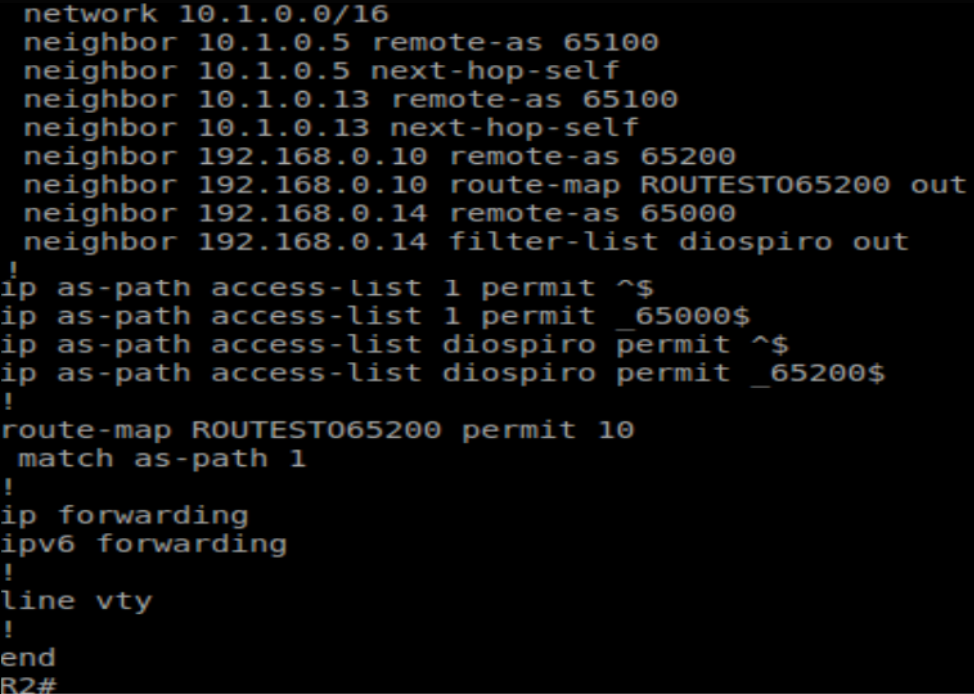 network 10.1.0.0/16
neighbor 10.1.0.5 remote-as 65100
neighbor 10.1.0.5 next-hop-self
neighbor 10.1.0.13 remote-as 65100
neighbor 10.1.0.13 next-hop-self
neighbor 192.168.0.10 remote-as 65200
neighbor 192.168.0.10 route-map ROUTESTO65200 out
neighbor 192.168.0.14 remote-as 65000
neighbor 192.168.0.14 filter-list diospiro out
!
ip as-path access-list 1 permit ^$
ip as-path access-list 1 permit _65000$
ip as-path access-list diospiro permit ^$
ip as-path access-list diospiro permit _65200$
!
route-map ROUTESTO65200 permit 10
match as-path 1
!
ip forwarding
ipv6 forwarding
!
line vty
!
end
R2#